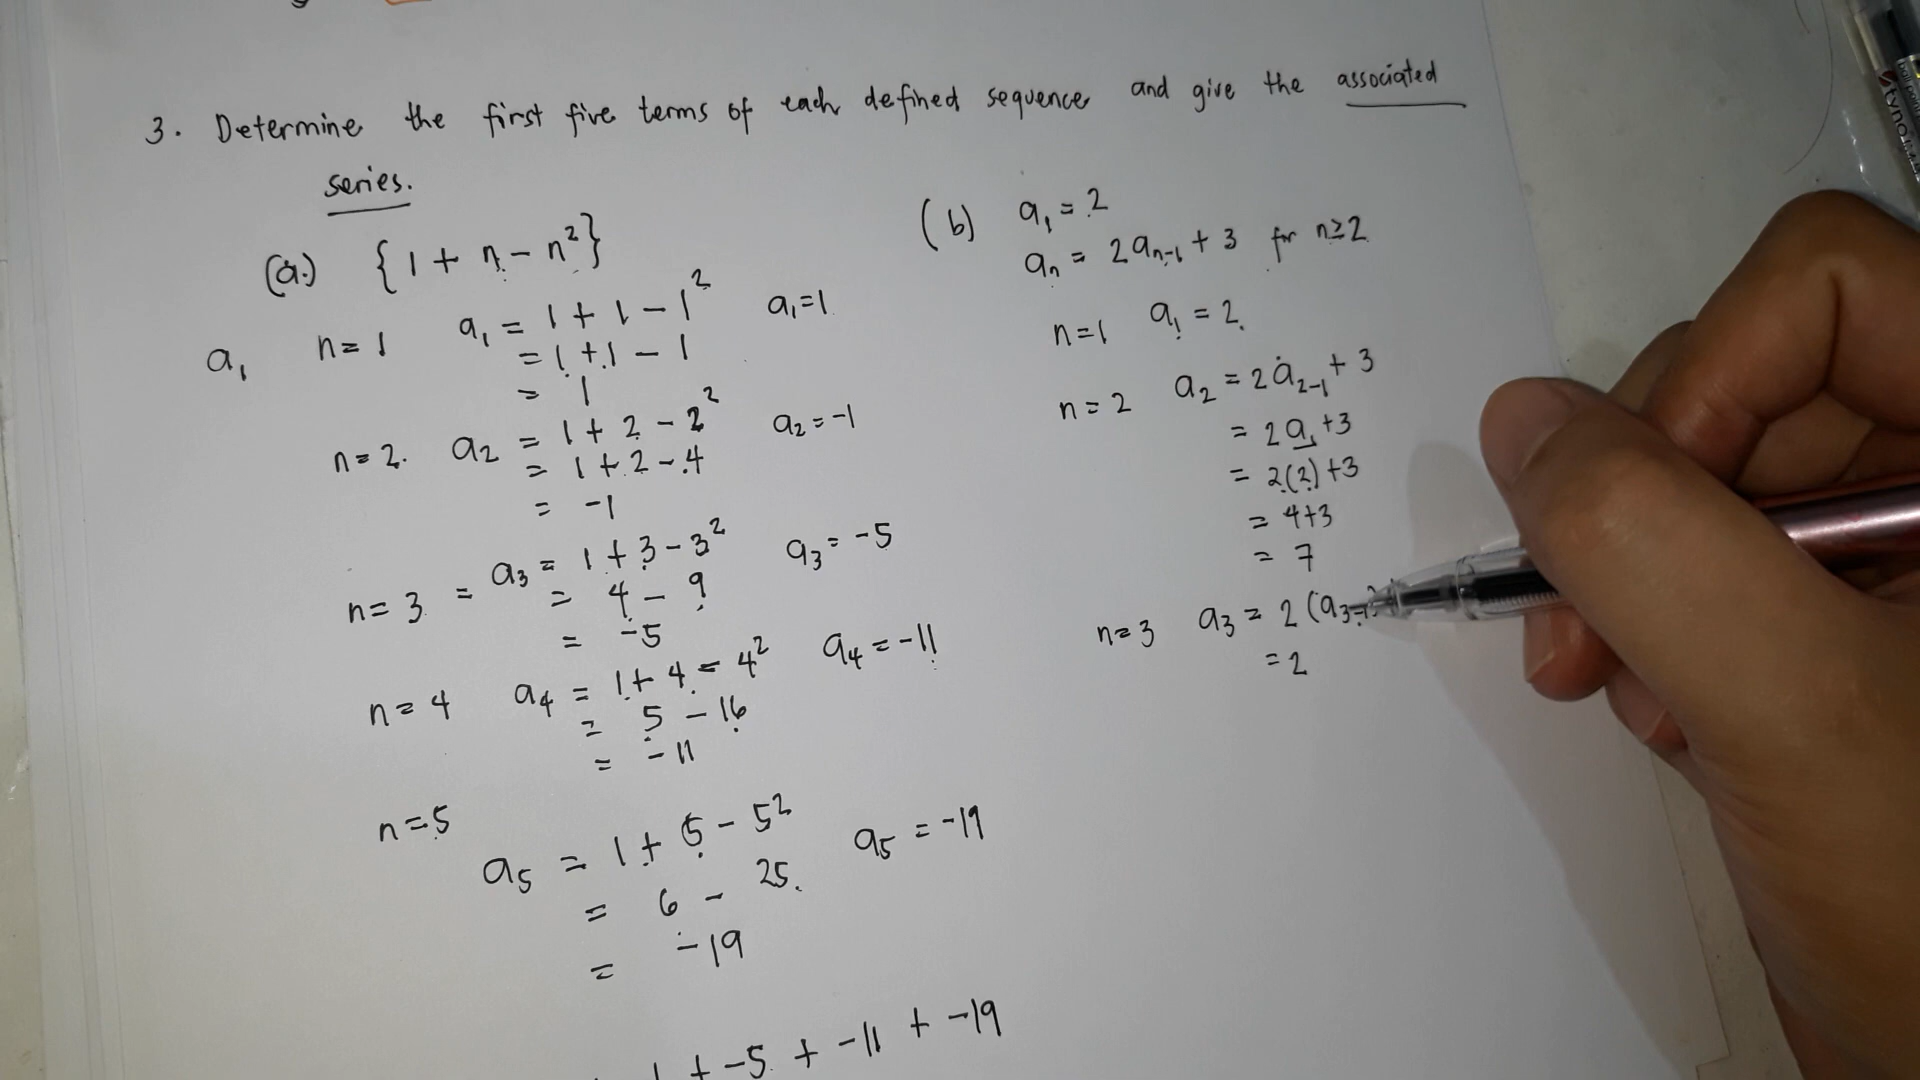 3. Determine the first five terms of each defined sequence and give the associated
series.
(a.) {1 + n - n²}
a₁ n = 1 a₁ = 1 + 1 - 1² a₁ = 1
= 1 + 1 - 1
= 1
n = 2. a₂ = 1 + 2 - 2² a₂ = -1
= 1 + 2 - 4
= -1
n = 3 = a₃ = 1 + 3 - 3² a₃ = -5
= 4 - 9
= -5
n = 4 a₄ = 1 + 4 - 4² a₄ = -11
= 5 - 16
= -11
n = 5
a₅ = 1 + 5 - 5² a₅ = -19
= 6 - 25
= -19
+ -5 + -11 + -19
(b) a₁ = 2
aₙ = 2aₙ₋₁ + 3 for n ≥ 2
n = 1 a₁ = 2
n = 2 a₂ = 2a₂₋₁ + 3
= 2a₁ + 3
= 2(2) + 3
= 4 + 3
= 7
n = 3 a₃ = 2(a₃₋₁)
= 2
ball point
Styno